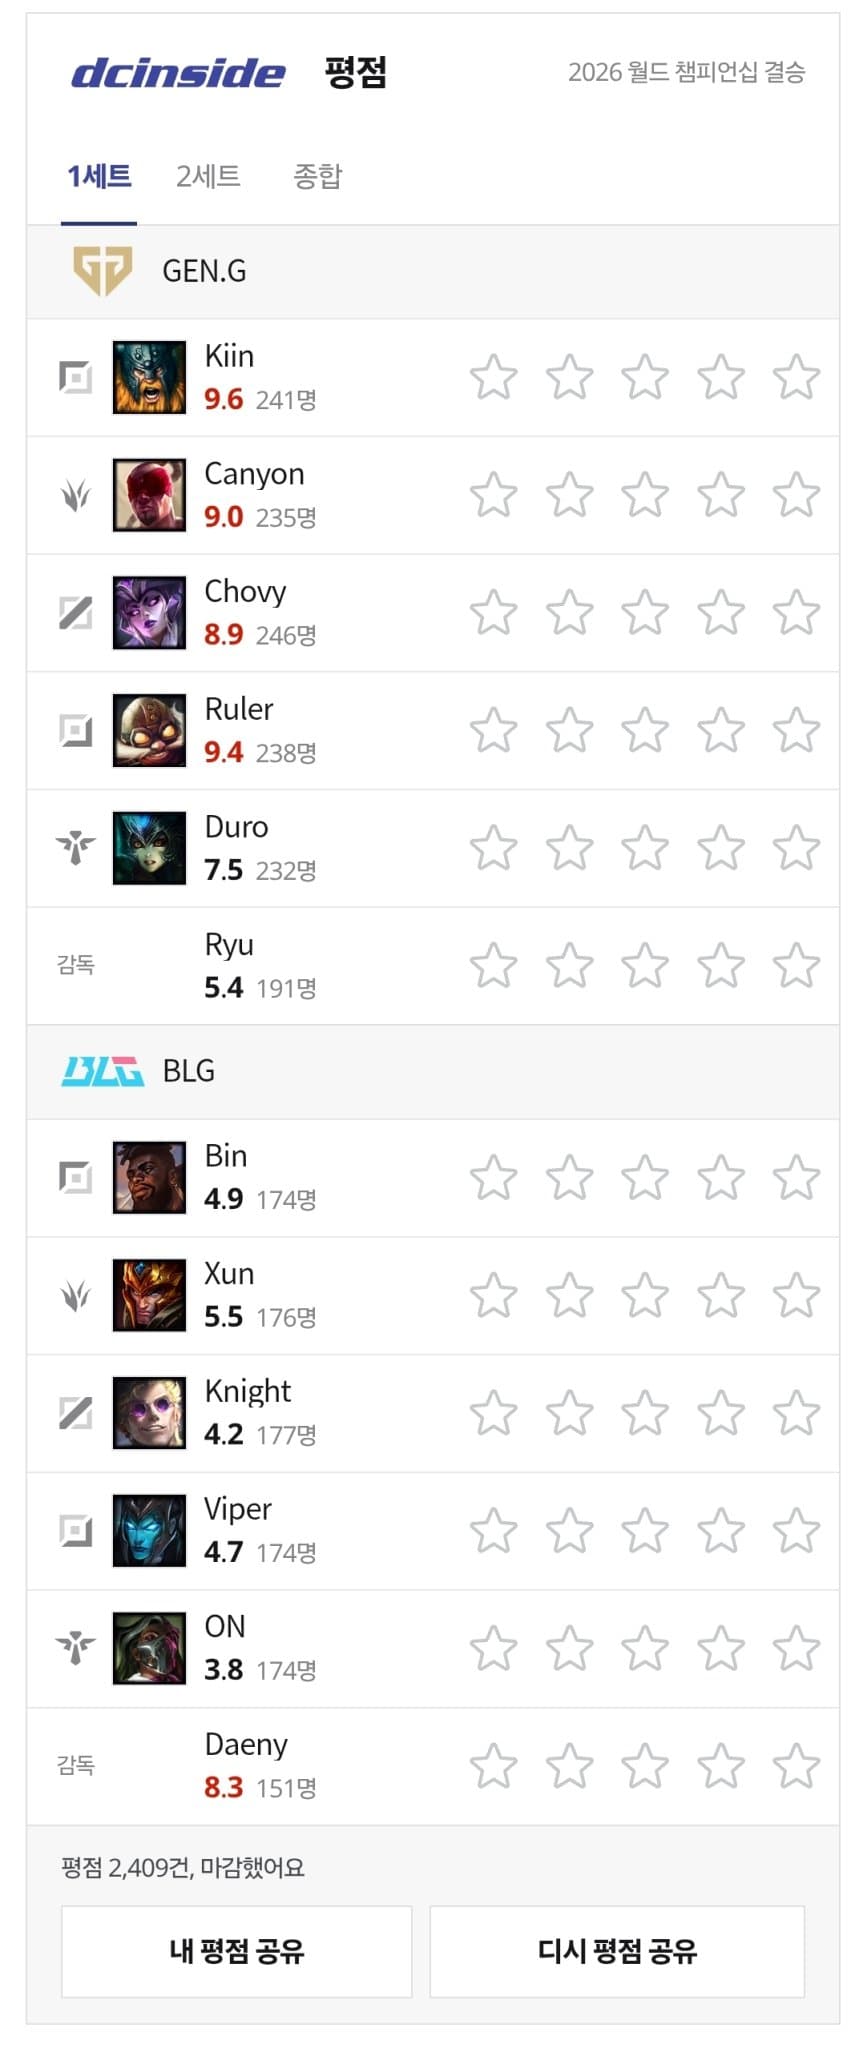 dcinside 평점 2026 월드 챔피언십 결승
1세트 2세트 종합
GEN.G
Kiin
9.6 241명
Canyon
9.0 235명
Chovy
8.9 246명
Ruler
9.4 238명
Duro
7.5 232명
감독
Ryu
5.4 191명
BLG BLG
Bin
4.9 174명
Xun
5.5 176명
Knight
4.2 177명
Viper
4.7 174명
ON
3.8 174명
감독
Daeny
8.3 151명
평점 2,409건, 마감했어요
내 평점 공유 디시 평점 공유